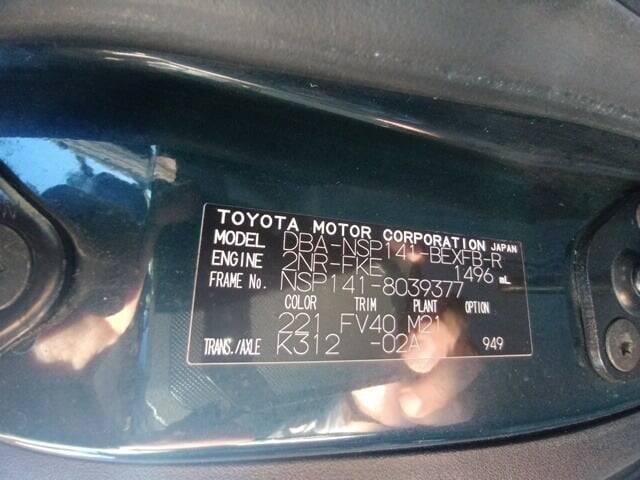 TOYOTA MOTOR CORPORATION JAPAN
MODEL DBA-NSP141-BEXFB-R
ENGINE 2NR-FKE 1496 mL
FRAME No. NSP141-8039377
COLOR TRIM PLANT OPTION
221 FV40 M21
TRANS./AXLE K312 -02A 949